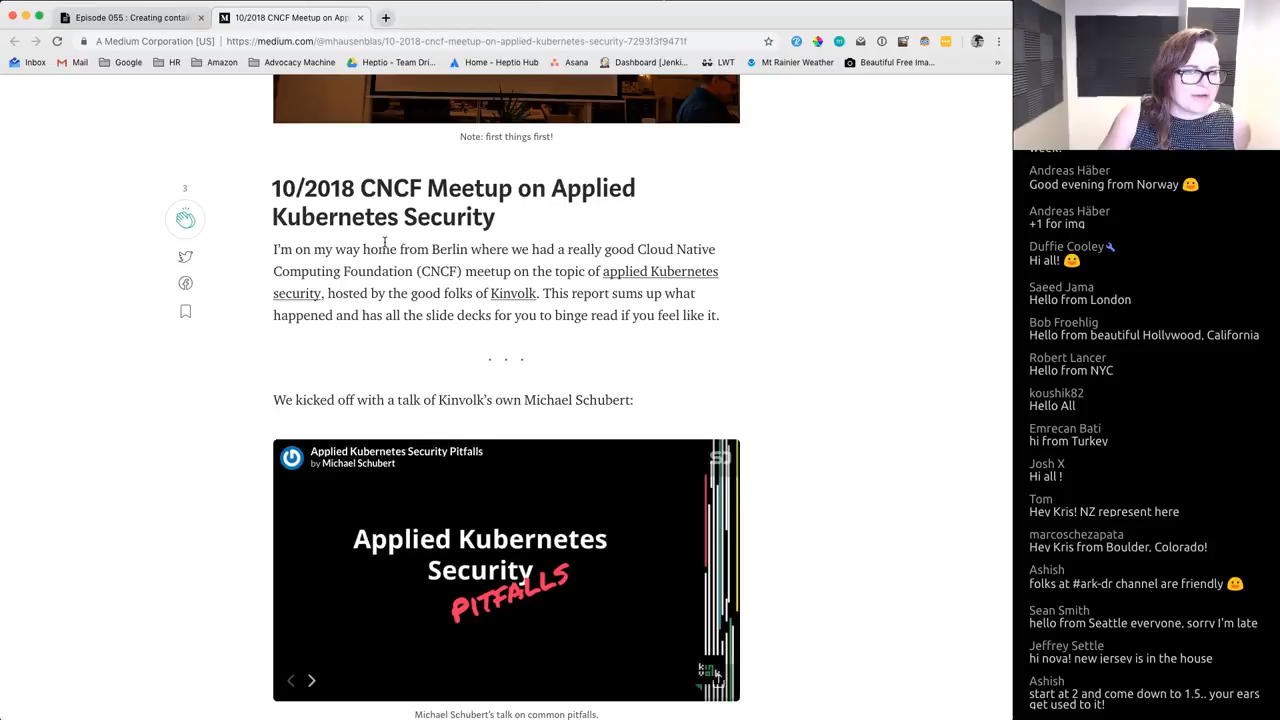 Episode 055 : Creating contai
10/2018 CNCF Meetup on App
A Medium Corporation [US]
https://medium.com/@mhausenblas/10-2018-cncf-meetup-on-applied-kubernetes-security-7293f3f9471f
Inbox
Mail
Google
HR
Amazon
Advocacy Machine
Heptio - Team Dri...
Home - Heptio Hub
Asana
Dashboard [Jenki...
LWT
Mt Rainier Weather
Beautiful Free Ima...
»
Note: first things first!
3
10/2018 CNCF Meetup on Applied
Kubernetes Security
I’m on my way home from Berlin where we had a really good Cloud Native
Computing Foundation (CNCF) meetup on the topic of applied Kubernetes
security, hosted by the good folks of Kinvolk. This report sums up what
happened and has all the slide decks for you to binge read if you feel like it.
. . .
We kicked off with a talk of Kinvolk’s own Michael Schubert:
Applied Kubernetes Security Pitfalls
by Michael Schubert
Applied Kubernetes
Security
PITFALLS
kin
volk
Michael Schubert’s talk on common pitfalls.
week!
Andreas Häber
Good evening from Norway
Andreas Häber
+1 for img
Duffie Cooley
Hi all!
Saeed Jama
Hello from London
Bob Froehlig
Hello from beautiful Hollywood, California
Robert Lancer
Hello from NYC
koushik82
Hello All
Emrecan Bati
hi from Turkey
Josh X
Hi all !
Tom
Hey Kris! NZ represent here
marcoschezapata
Hey Kris from Boulder, Colorado!
Ashish
folks at #ark-dr channel are friendly
Sean Smith
hello from Seattle everyone, sorry I'm late
Jeffrey Settle
hi nova! new jersey is in the house
Ashish
start at 2 and come down to 1.5.. your ears
get used to it!